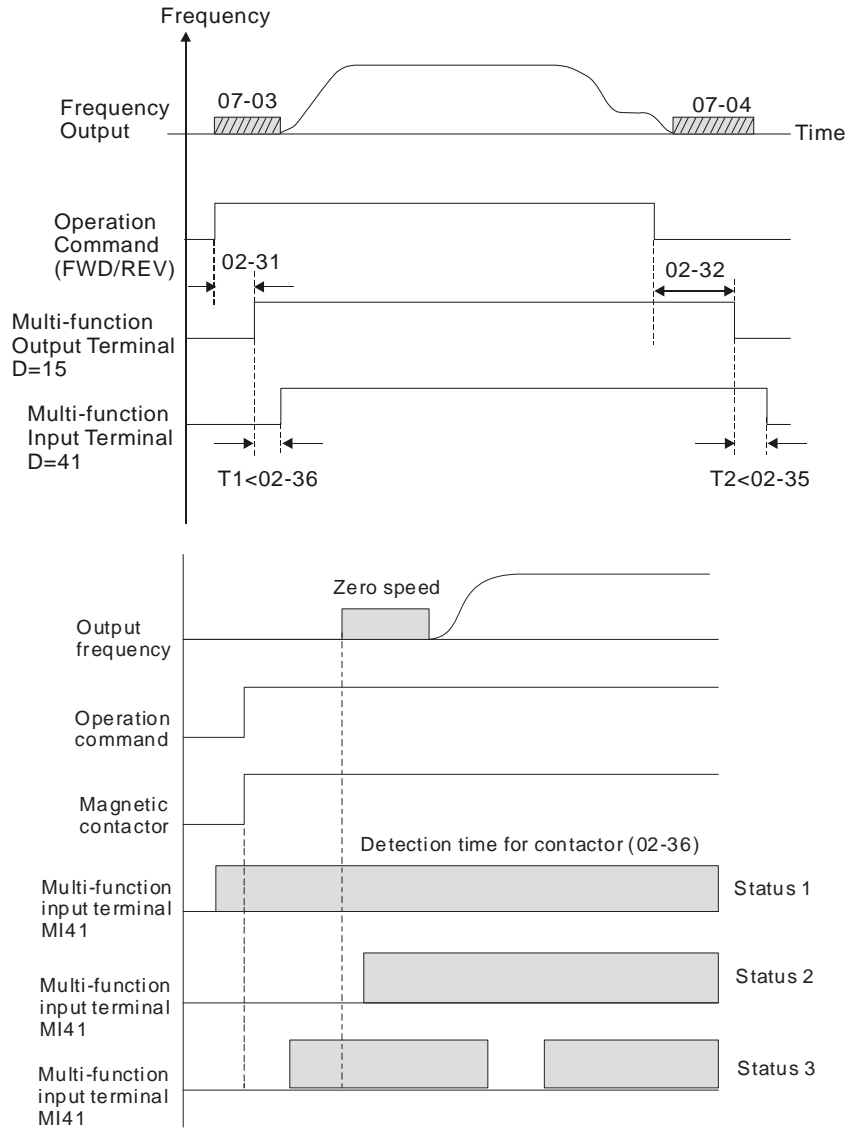 Frequency
07-03
07-04
Frequency
Output
Time
Operation
Command
(FWD/REV)
02-31
02-32
Multi-function
Output Terminal
D=15
Multi-function
Input Terminal
D=41
T1<02-36
T2<02-35
Zero speed
Output
frequency
Operation
command
Magnetic
contactor
Detection time for contactor (02-36)
Multi-function
input terminal
MI41
Status 1
Multi-function
input terminal
MI41
Status 2
Multi-function
input terminal
MI41
Status 3